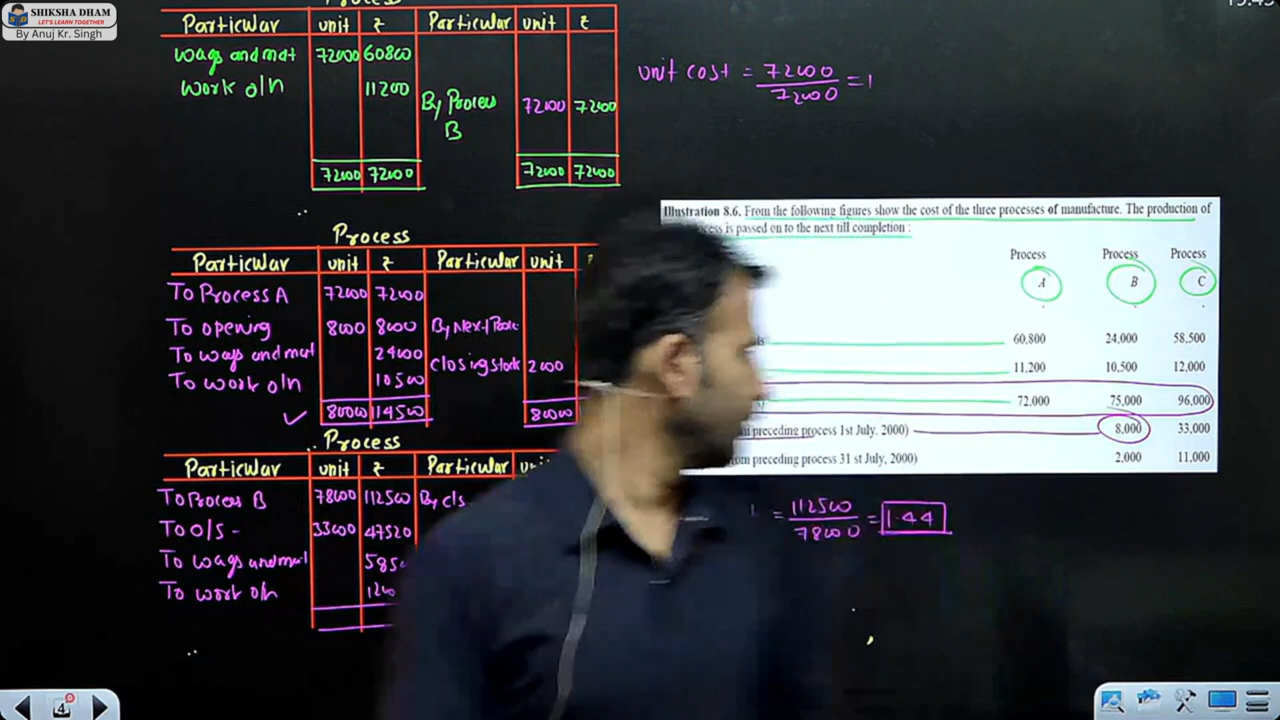 SHIKSHA DHAM
LET'S LEARN TOGETHER
By Anuj Kr. Singh
Particular unit ₹ Particular unit ₹
Wags and mat 72000 60800
Work o/n 11200
By Process B 72000 72000
72000 72000 72000 72000
unit cost = 72000 / 72000 = 1
Process
Particular unit ₹ Particular unit
To Process A 72000 72000
To opening 8000 8000 By Next
To wags and mat 24000 closing stock 2000
To work o/n 10500
80000 114500 80000
Process
Particular unit ₹ Particular
To Process B 78000 112500 By c/s
To O/S - 33000 47520
To wags and mat
To work o/n
Illustration 8.6. From the following figures show the cost of the three processes of manufacture. The production of
is passed on to the next till completion :
Process Process Process
A B C
60,800 24,000 58,500
11,200 10,500 12,000
72,000 75,000 96,000
preceding process 1st July, 2000) 8,000 33,000
preceding process 31 st July, 2000) 2,000 11,000
= 112500 / 78000 = 1.44
4